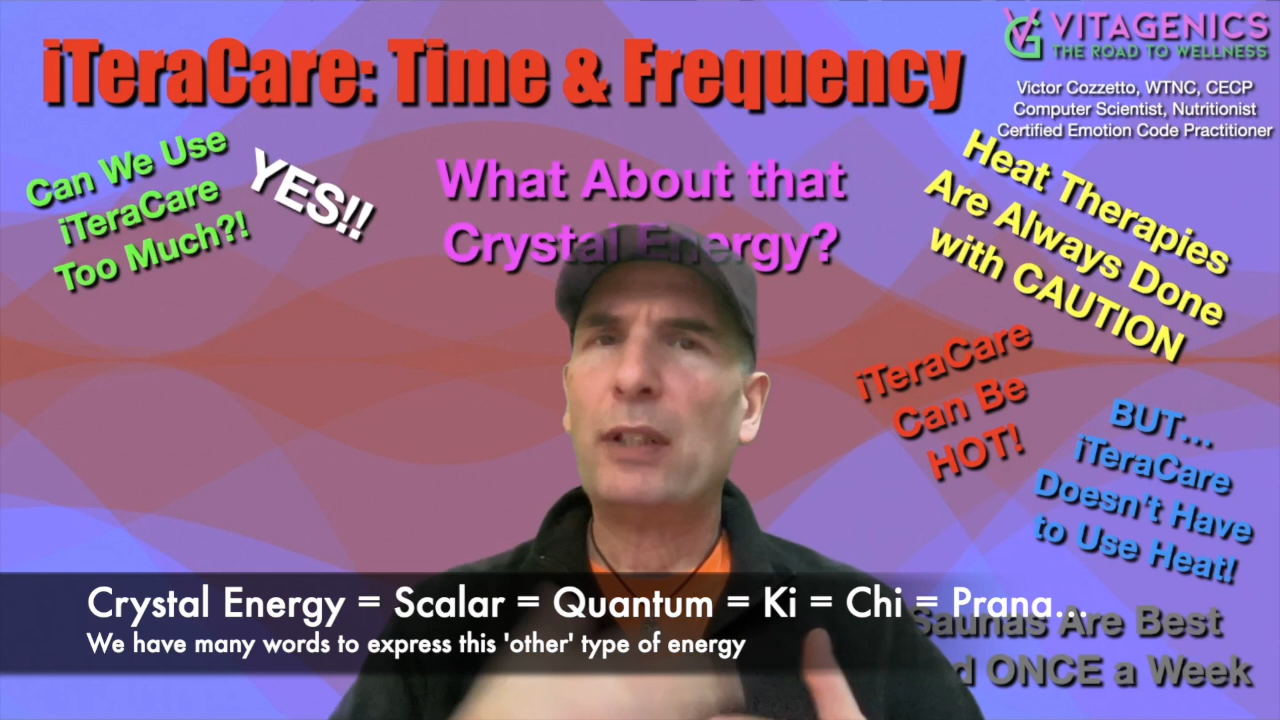 iTeraCare: Time & Frequency
VITAGENICS
THE ROAD TO WELLNESS
Victor Cozzetto, WTNC, CECP
Computer Scientist, Nutritionist
Certified Emotion Code Practitioner
Can We Use
iTeraCare
Too Much?!
YES!!
What About that
Crystal Energy?
Heat Therapies
Are Always Done
with CAUTION
iTeraCare
Can Be
HOT!
BUT...
iTeraCare
Doesn't Have
to Use Heat!
Crystal Energy = Scalar = Quantum = Ki = Chi = Prana...
We have many words to express this 'other' type of energy
Saunas Are Best
ONCE a Week